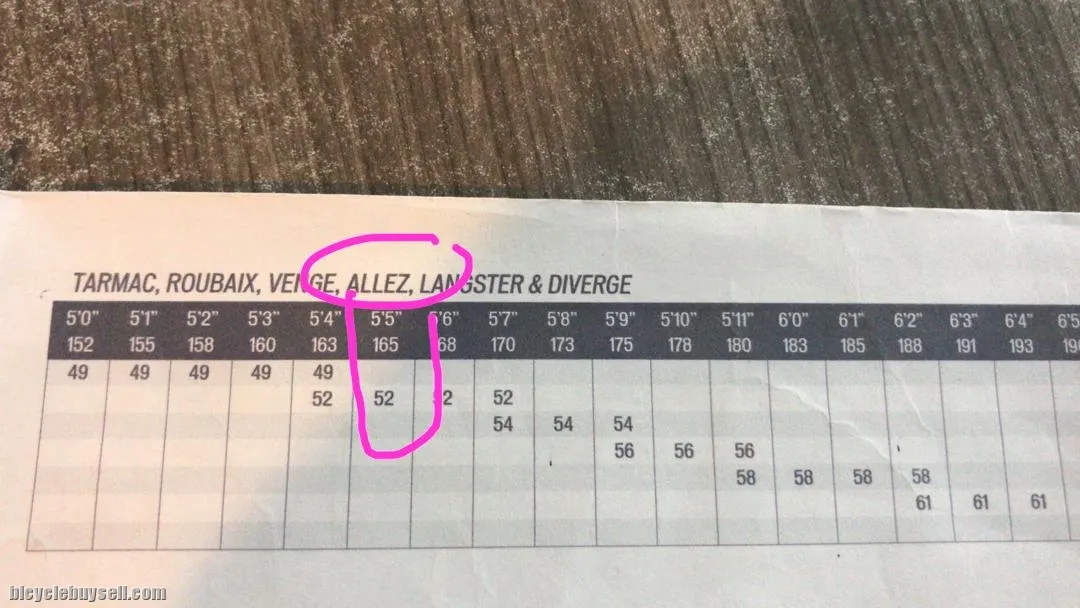 TARMAC, ROUBAIX, VENGE, ALLEZ, LANGSTER & DIVERGE
5'0" 5'1" 5'2" 5'3" 5'4" 5'5" 5'6" 5'7" 5'8" 5'9" 5'10" 5'11" 6'0" 6'1" 6'2" 6'3" 6'4"
152 155 158 160 163 165 68 170 173 175 178 180 183 185 188 191 193
49 49 49 49 49
52 52 52 52
54 54 54
56 56 56
58 58 58 58
61 61 61
bicyclebuysell.com